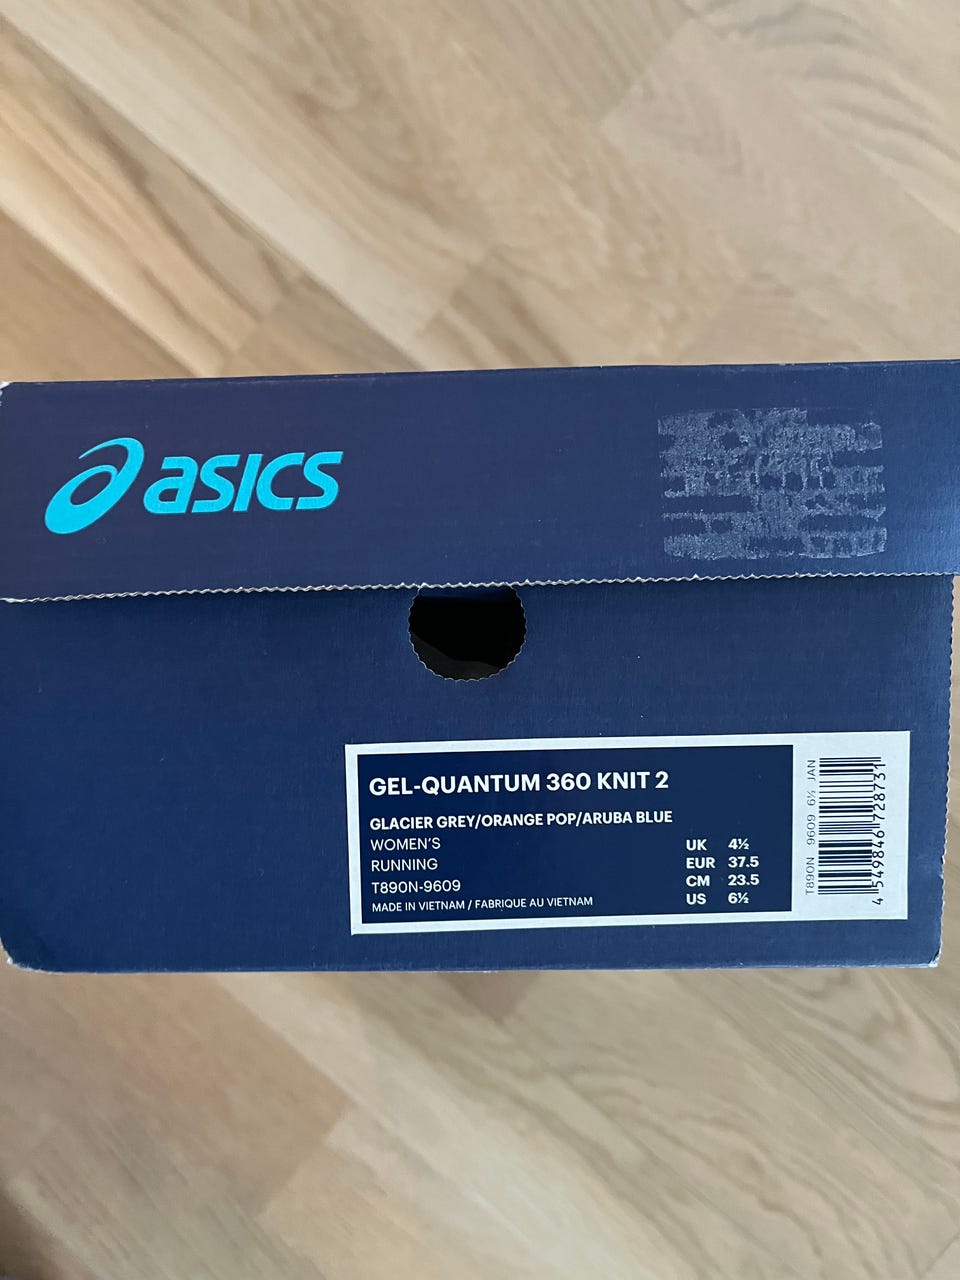 asics
GEL-QUANTUM 360 KNIT 2
GLACIER GREY/ORANGE POP/ARUBA BLUE
WOMEN'S
RUNNING
T890N-9609
MADE IN VIETNAM / FABRIQUE AU VIETNAM
UK 4½
EUR 37.5
CM 23.5
US 6½
T890N 9609 6½ JAN
4 549846 728731